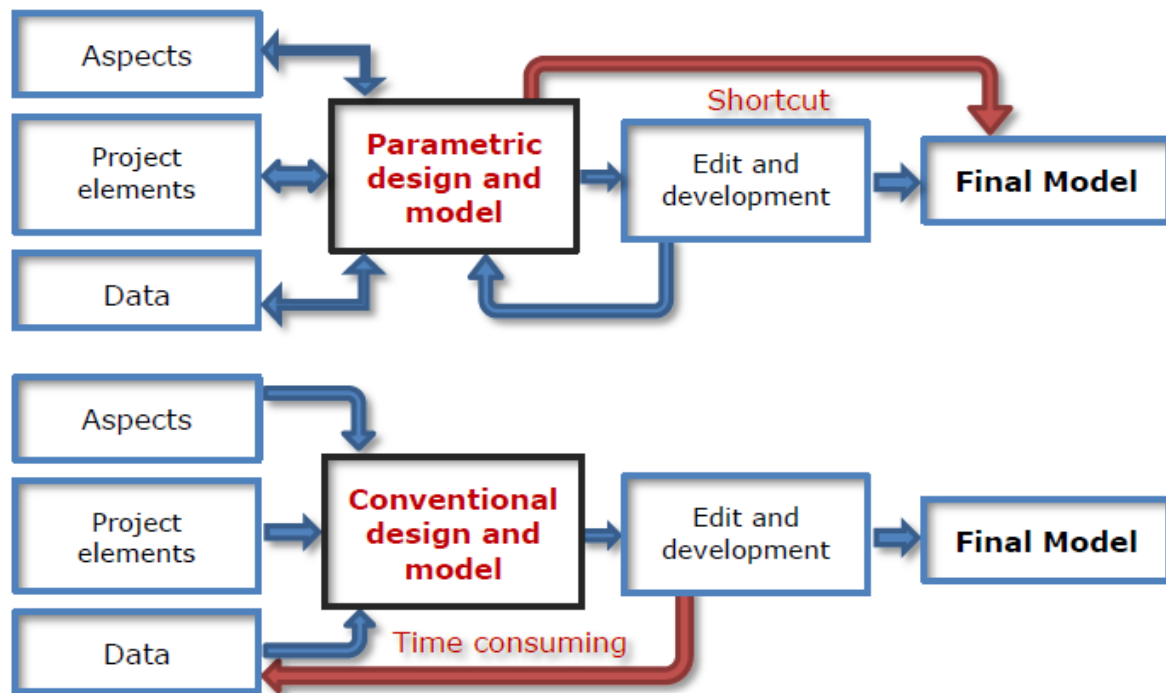 Aspects
Shortcut
Project
elements
Parametric
design and
model
Edit and
development
Final Model
Data
Aspects
Project
elements
Conventional
design and
model
Edit and
development
Final Model
Data
Time consuming